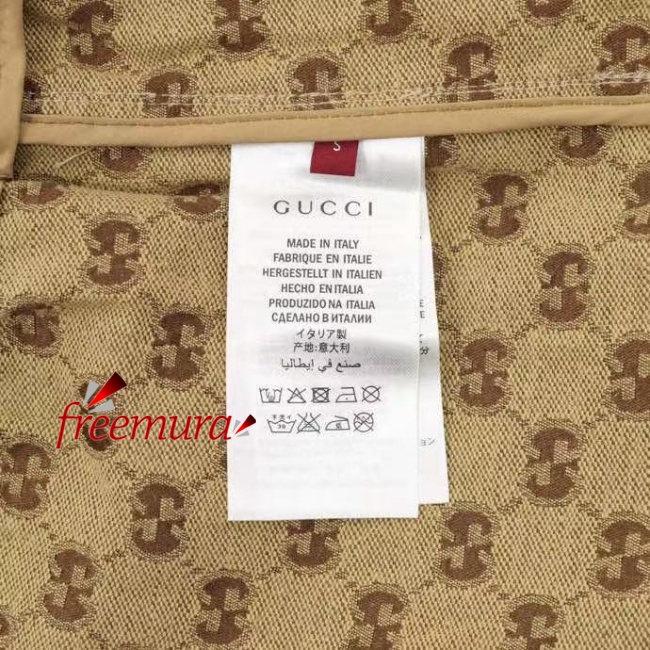 S
GUCCI
MADE IN ITALY
FABRIQUE EN ITALIE
HERGESTELLT IN ITALIEN
HECHO EN ITALIA
PRODUZIDO NA ITALIA
СДЕЛАНО В ИТАЛИИ
イタリア製
产地:意大利
صنع في إيطاليا
freemura